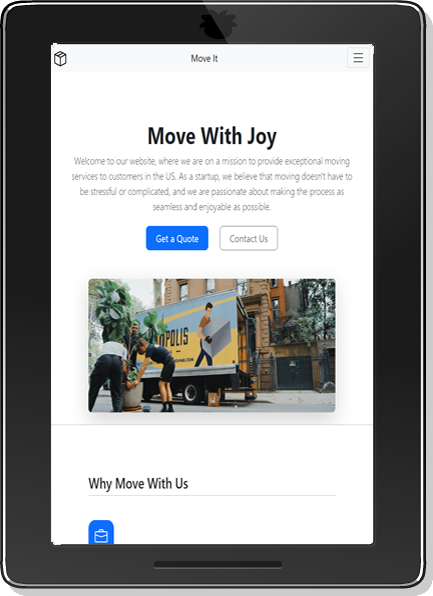 Move It
Move With Joy
Welcome to our website, where we are on a mission to provide exceptional moving
services to customers in the US. As a startup, we believe that moving doesn't have to
be stressful or complicated, and we are passionate about making the process as
seamless and enjoyable as possible.
Get a Quote
Contact Us
OPOLIS
Why Move With Us